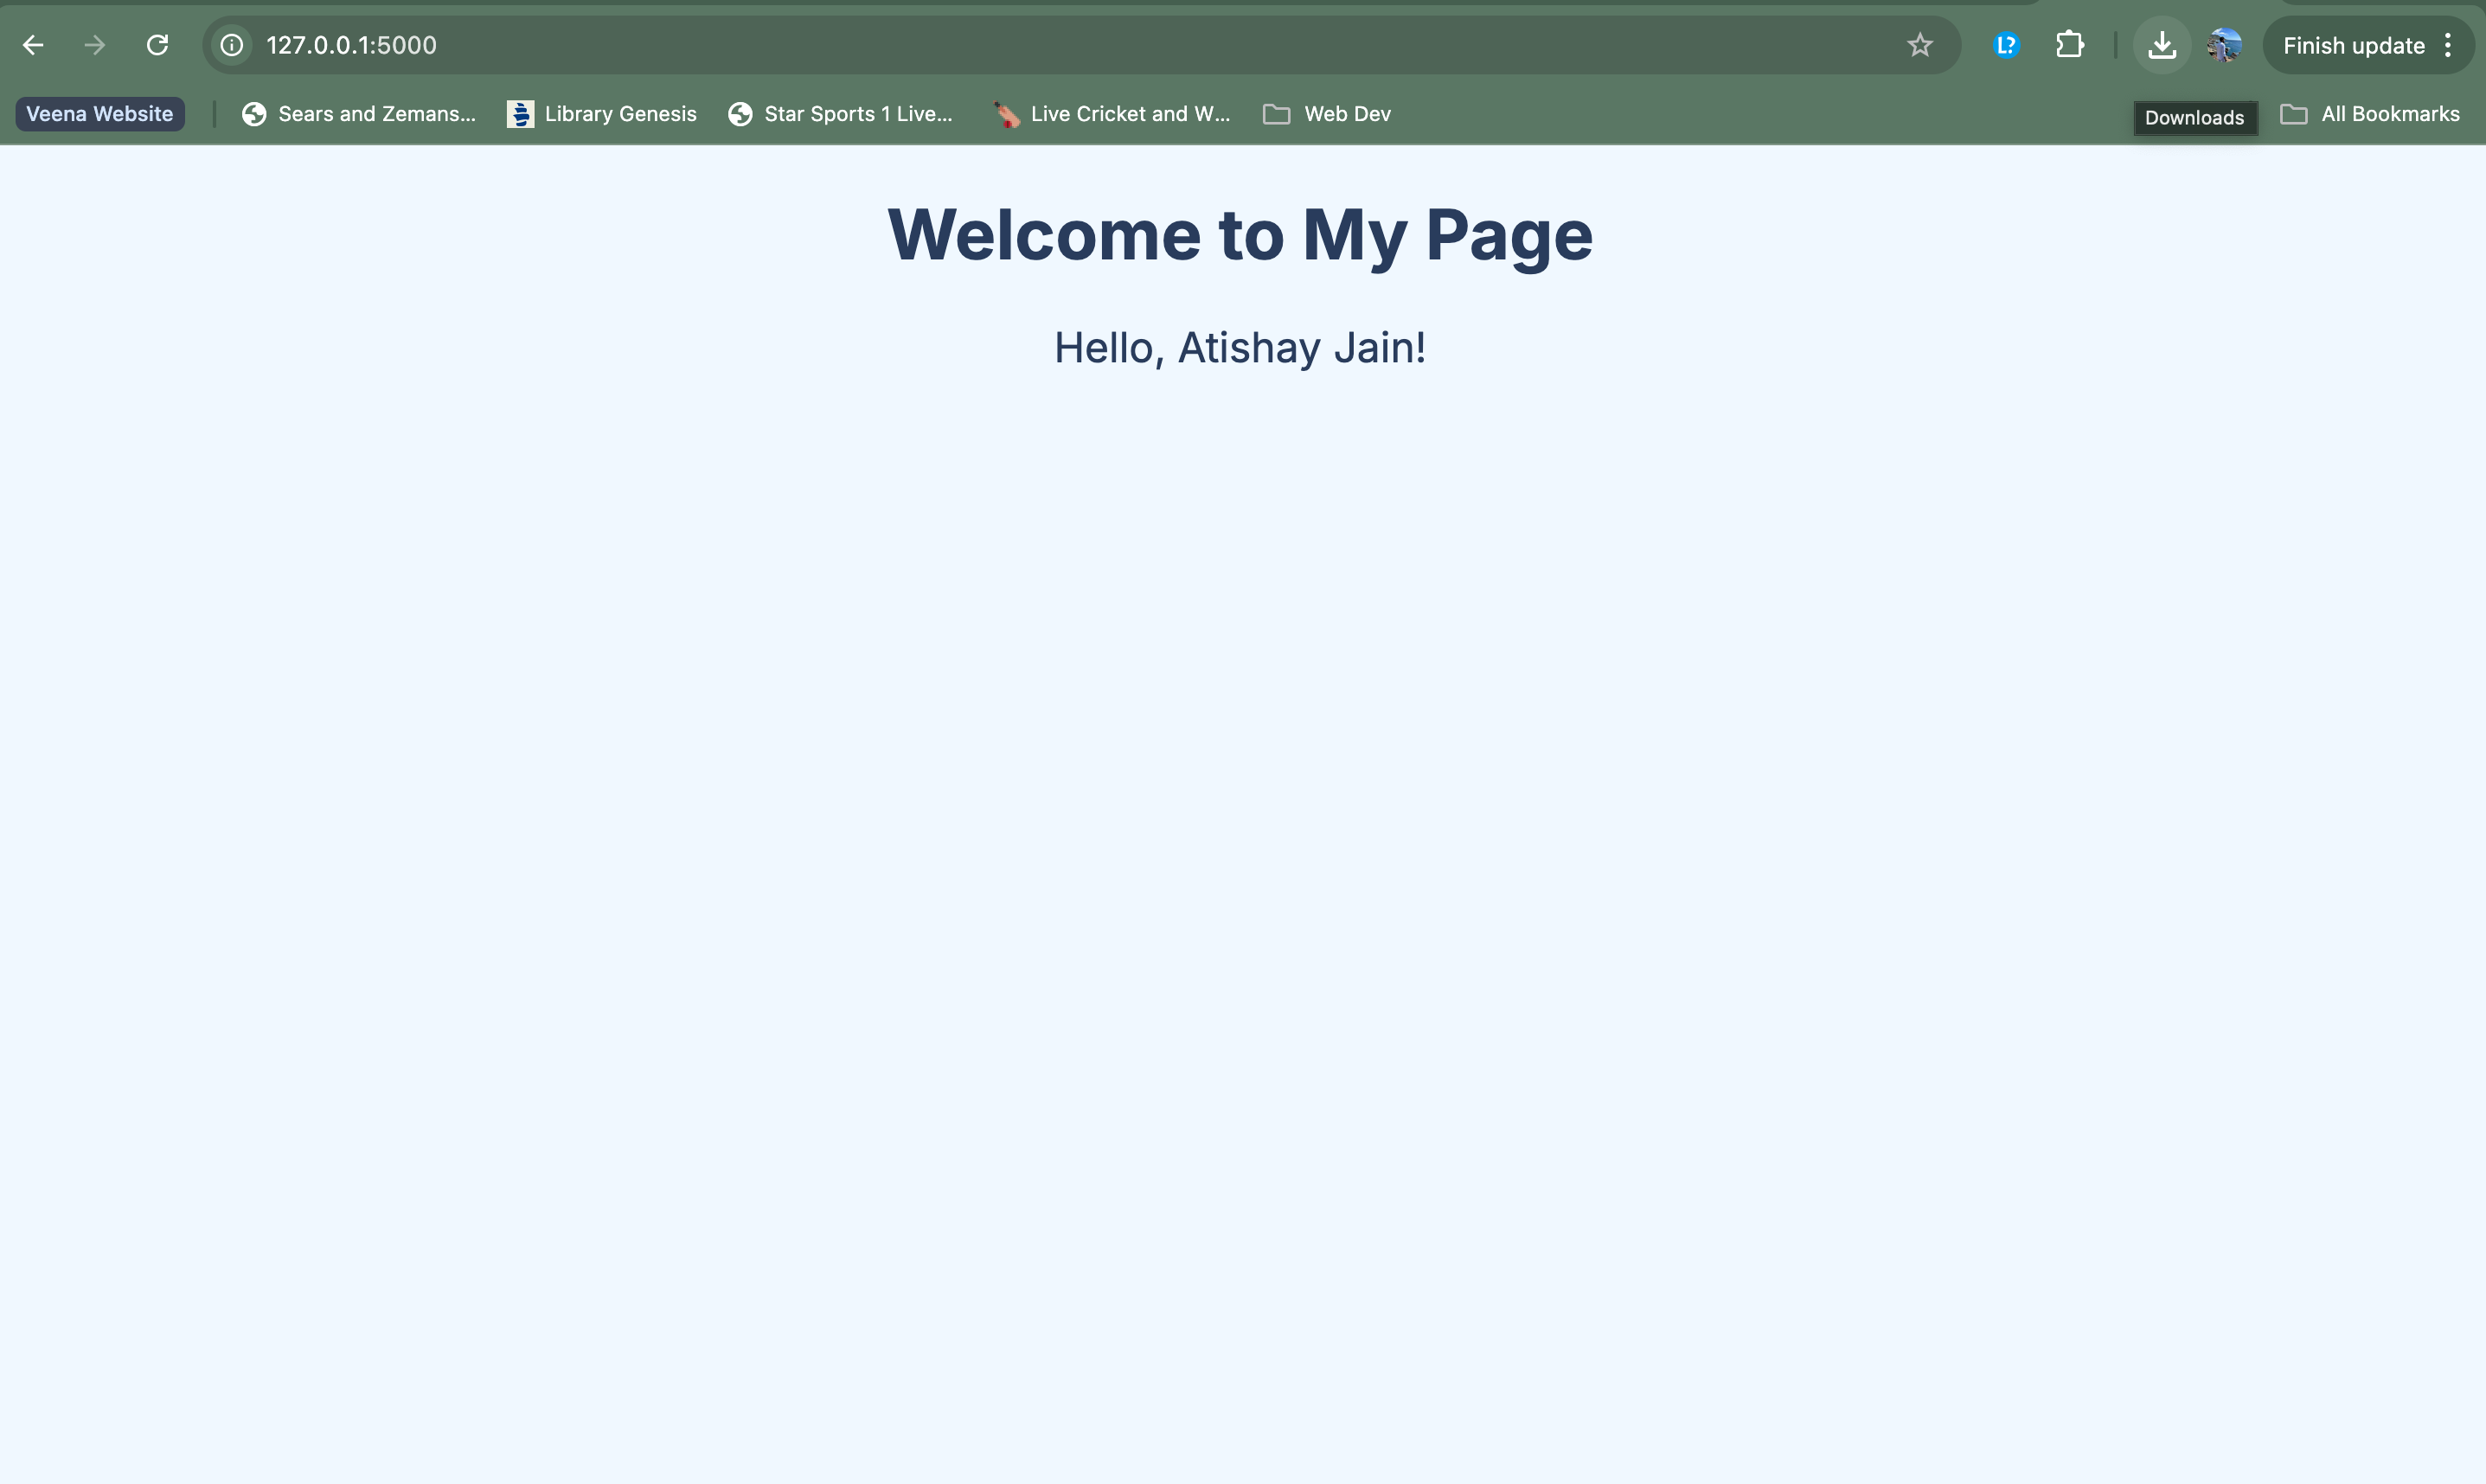 127.0.0.1:5000
L?
Finish update
Veena Website
Sears and Zemans...
Library Genesis
Star Sports 1 Live...
Live Cricket and W...
Web Dev
Downloads
All Bookmarks
Welcome to My Page
Hello, Atishay Jain!